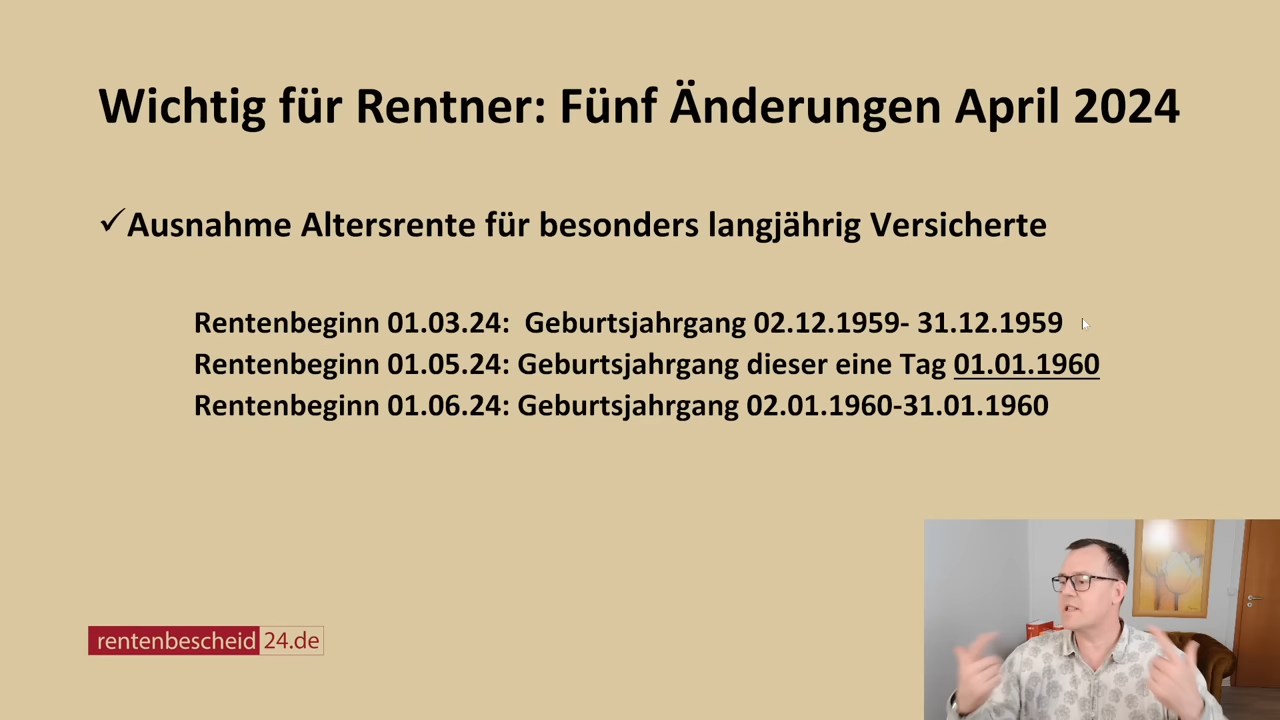 Wichtig für Rentner: Fünf Änderungen April 2024
✓Ausnahme Altersrente für besonders langjährig Versicherte
Rentenbeginn 01.03.24: Geburtsjahrgang 02.12.1959- 31.12.1959
Rentenbeginn 01.05.24: Geburtsjahrgang dieser eine Tag 01.01.1960
Rentenbeginn 01.06.24: Geburtsjahrgang 02.01.1960-31.01.1960
rentenbescheid 24.de